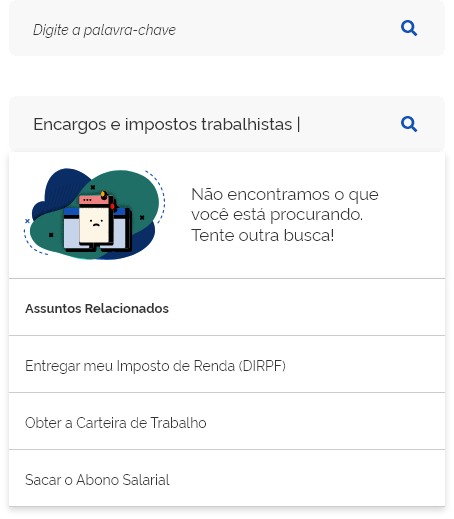 Digite a palavra-chave
Encargos e impostos trabalhistas |
Não encontramos o que
você está procurando.
Tente outra busca!
Assuntos Relacionados
Entregar meu Imposto de Renda (DIRPF)
Obter a Carteira de Trabalho
Sacar o Abono Salarial